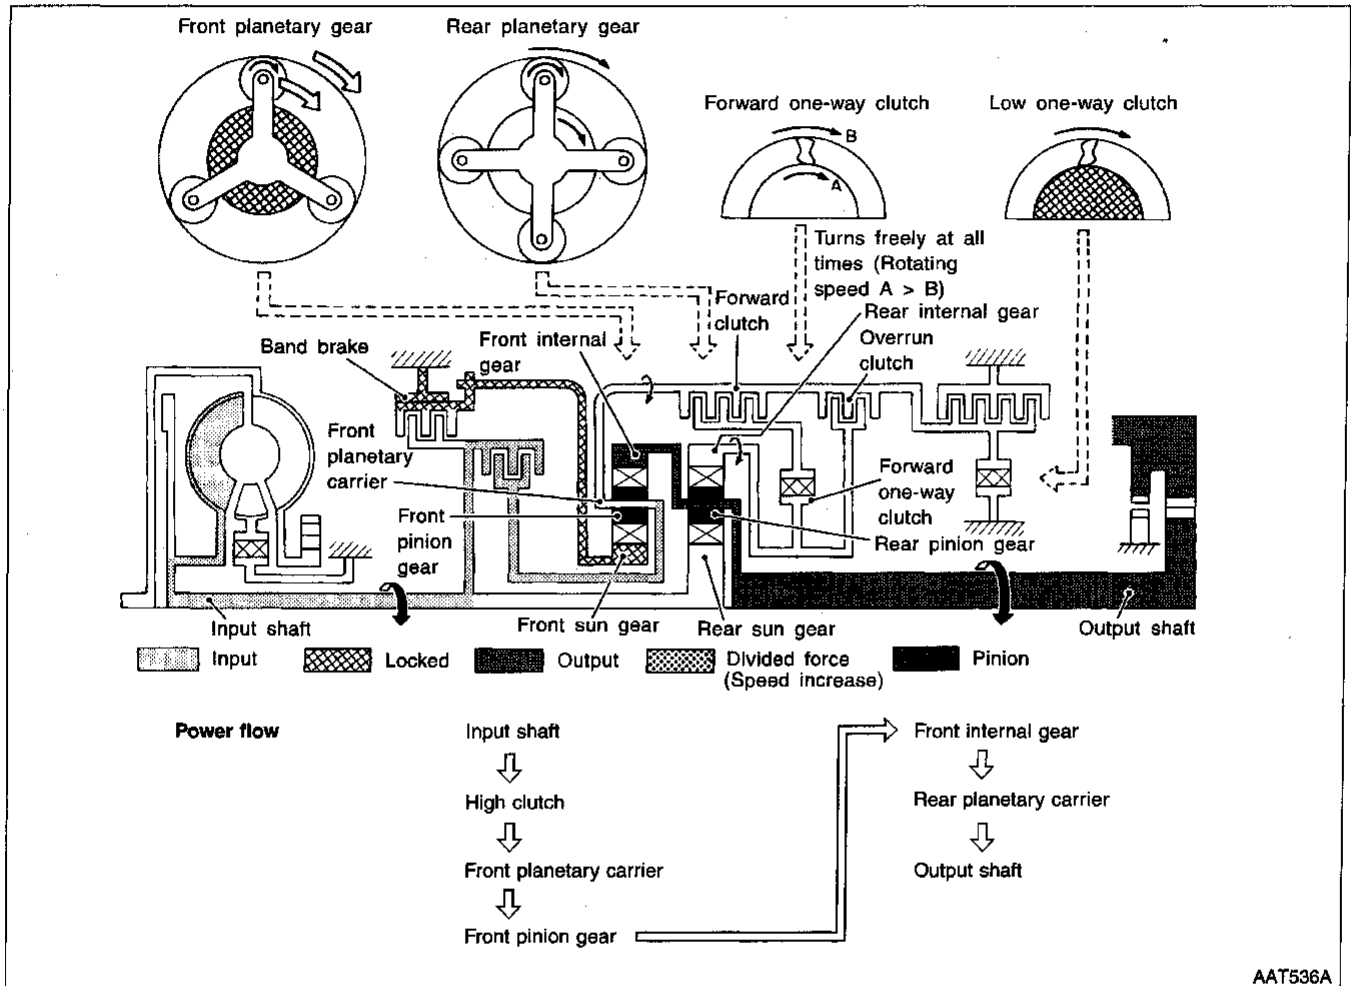 Front planetary gear
Rear planetary gear
Forward one-way clutch
Low one-way clutch
B
A
Turns freely at all
times (Rotating
speed A > B)
Forward
clutch
Rear internal gear
Overrun
clutch
Band brake
Front internal
gear
Front
planetary
carrier
Front
pinion
gear
Forward
one-way
clutch
Rear pinion gear
Input shaft
Front sun gear
Rear sun gear
Output shaft
Input
Locked
Output
Divided force
(Speed increase)
Pinion
Power flow
Input shaft
High clutch
Front planetary carrier
Front pinion gear
Front internal gear
Rear planetary carrier
Output shaft
AAT536A